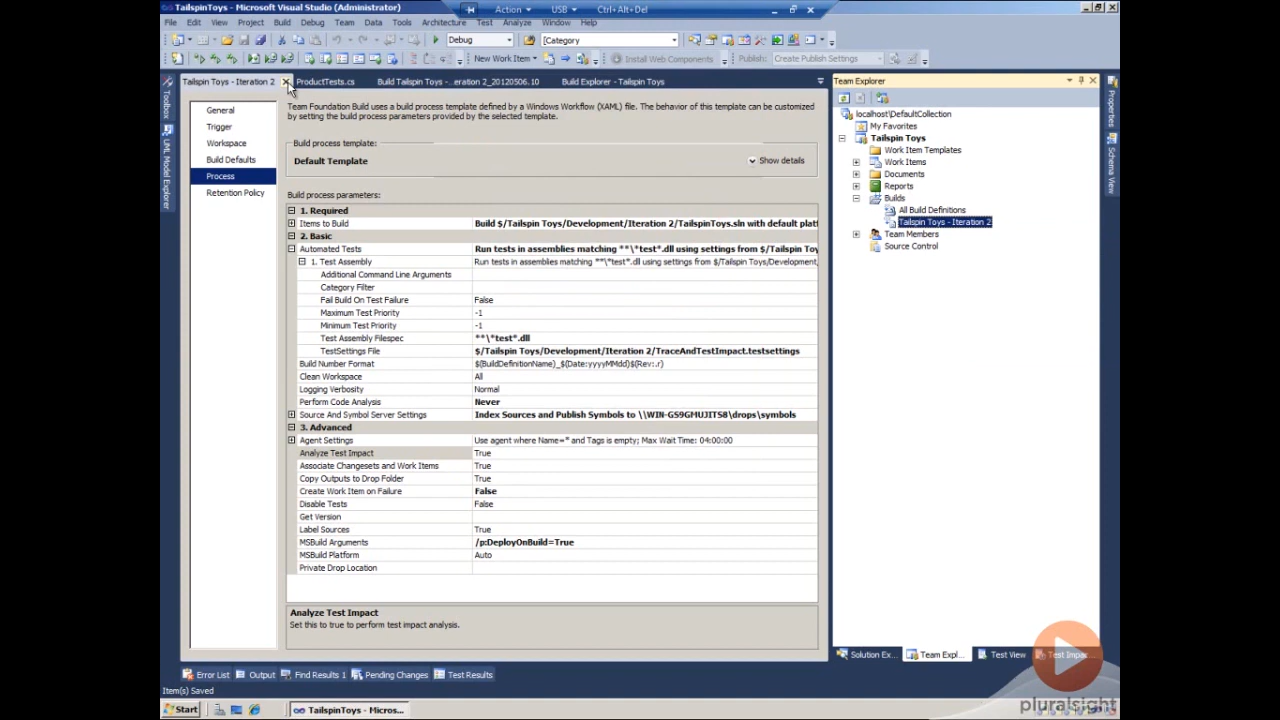 TailspinToys - Microsoft Visual Studio (Administrator)
Action
USB
Ctrl+Alt+Del
File Edit View Project Build Debug Team Data Tools Architecture Test Analyze Window Help
Debug
[Category
New Work Item
Install Web Components
Publish: Create Publish Settings
Tailspin Toys - Iteration 2
ProductTests.cs
Build Tailspin Toys - ...eration 2_20120506.10
Build Explorer - Tailspin Toys
Toolbox
UML Model Explorer
General
Trigger
Workspace
Build Defaults
Process
Retention Policy
Team Foundation Build uses a build process template defined by a Windows Workflow (XAML) file. The behavior of this template can be customized
by setting the build process parameters provided by the selected template.
Build process template:
Default Template
Show details
Build process parameters:
1. Required
Items to Build Build $/Tailspin Toys/Development/Iteration 2/TailspinToys.sln with default platf
2. Basic
Automated Tests Run tests in assemblies matching **\*test*.dll using settings from $/Tailspin Toy
1. Test Assembly Run tests in assemblies matching **\*test*.dll using settings from $/Tailspin Toys/Development,
Additional Command Line Arguments
Category Filter
Fail Build On Test Failure False
Maximum Test Priority -1
Minimum Test Priority -1
Test Assembly Filespec **\*test*.dll
TestSettings File $/Tailspin Toys/Development/Iteration 2/TraceAndTestImpact.testsettings
Build Number Format $(BuildDefinitionName)_$(Date:yyyyMMdd)$(Rev:.r)
Clean Workspace All
Logging Verbosity Normal
Perform Code Analysis Never
Source And Symbol Server Settings Index Sources and Publish Symbols to \\WIN-GS9GMUJITS8\drops\symbols
3. Advanced
Agent Settings Use agent where Name=* and Tags is empty; Max Wait Time: 04:00:00
Analyze Test Impact True
Associate Changesets and Work Items True
Copy Outputs to Drop Folder True
Create Work Item on Failure False
Disable Tests False
Get Version
Label Sources True
MSBuild Arguments /p:DeployOnBuild=True
MSBuild Platform Auto
Private Drop Location
Analyze Test Impact
Set this to true to perform test impact analysis.
Team Explorer
localhost\DefaultCollection
My Favorites
Tailspin Toys
Work Item Templates
Work Items
Documents
Reports
Builds
All Build Definitions
Tailspin Toys - Iteration 2
Team Members
Source Control
Properties
Schema View
Solution Ex...
Team Expl...
Test View
Test Impac...
Error List
Output
Find Results 1
Pending Changes
Test Results
Item(s) Saved
Start
TailspinToys - Micros...
pluralsight